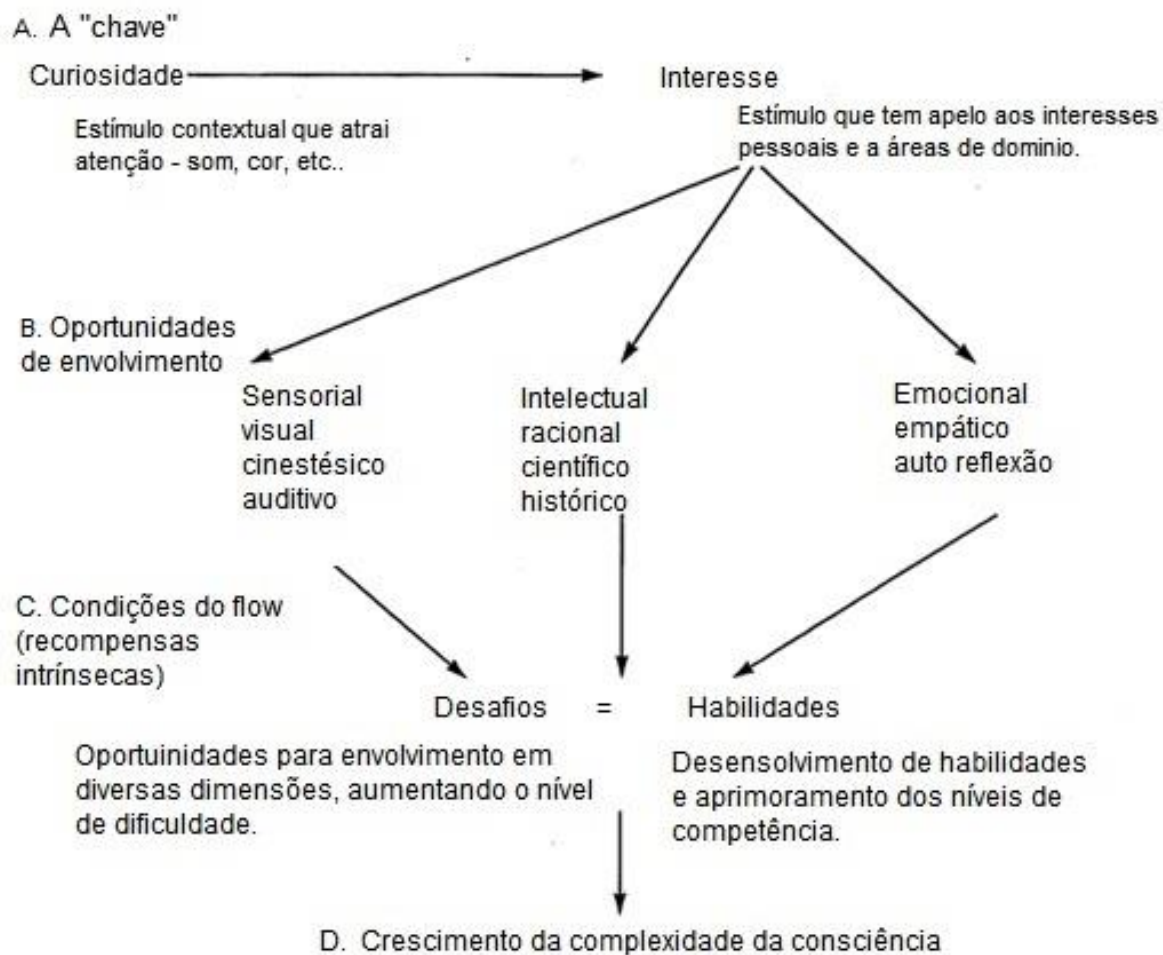 A. A "chave"
Curiosidade
Interesse
Estímulo contextual que atrai
atenção - som, cor, etc..
Estímulo que tem apelo aos interesses
pessoais e a áreas de dominio.
B. Oportunidades
de envolvimento
Sensorial
visual
cinestésico
auditivo
Intelectual
racional
científico
histórico
Emocional
empático
auto reflexão
C. Condições do flow
(recompensas
intrínsecas)
Desafios = Habilidades
Oportuinidades para envolvimento em
diversas dimensões, aumentando o nível
de dificuldade.
Desensolvimento de habilidades
e aprimoramento dos níveis de
competência.
D. Crescimento da complexidade da consciência